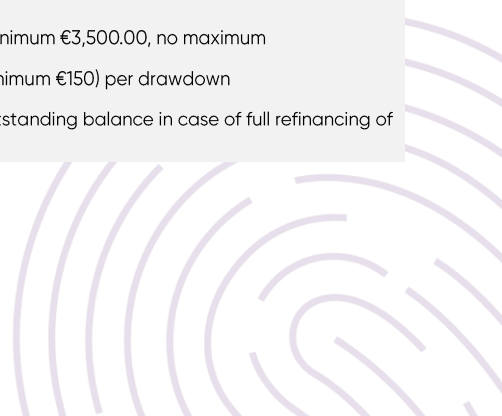 nimum €3,500.00, no maximum
nimum €150) per drawdown
standing balance in case of full refinancing of